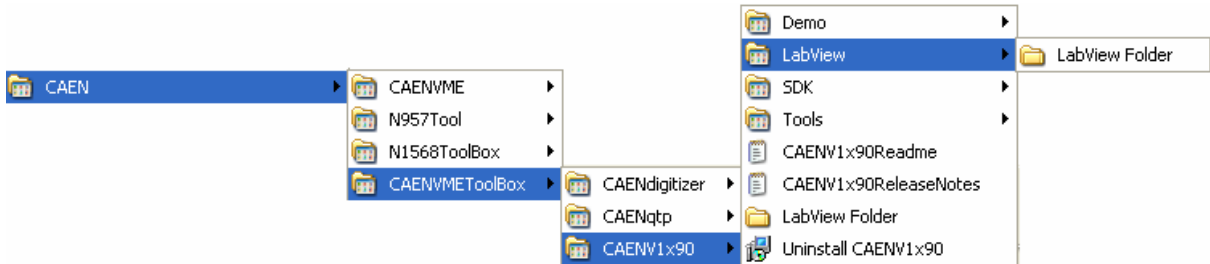 CAEN
CAENVME
N957Tool
N1568ToolBox
CAENVMEToolBox
CAENdigitizer
CAENqtp
CAENV1x90
Demo
LabView
SDK
Tools
CAENV1x90Readme
CAENV1x90ReleaseNotes
LabView Folder
Uninstall CAENV1x90
LabView Folder